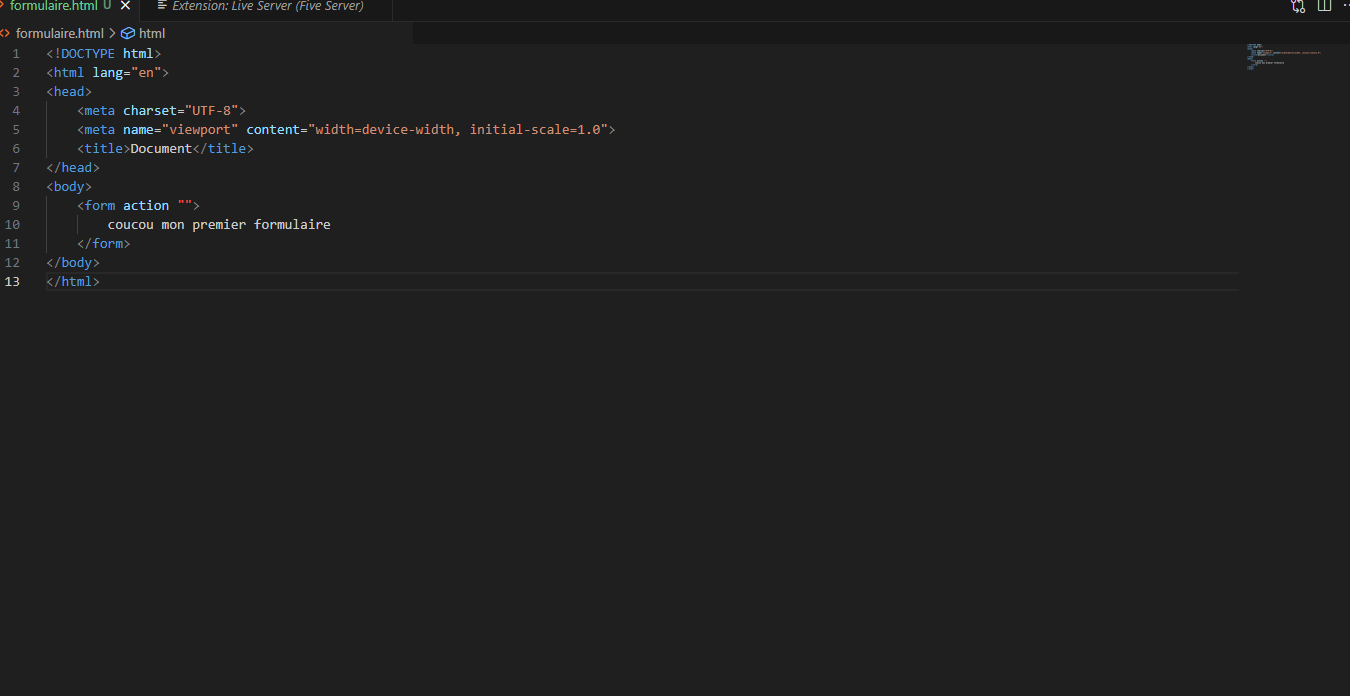 formulaire.html U Extension: Live Server (Five Server)
formulaire.html > html
1 <!DOCTYPE html>
2 <html lang="en">
3 <head>
4 <meta charset="UTF-8">
5 <meta name="viewport" content="width=device-width, initial-scale=1.0">
6 <title>Document</title>
7 </head>
8 <body>
9 <form action "">
10 coucou mon premier formulaire
11 </form>
12 </body>
13 </html>